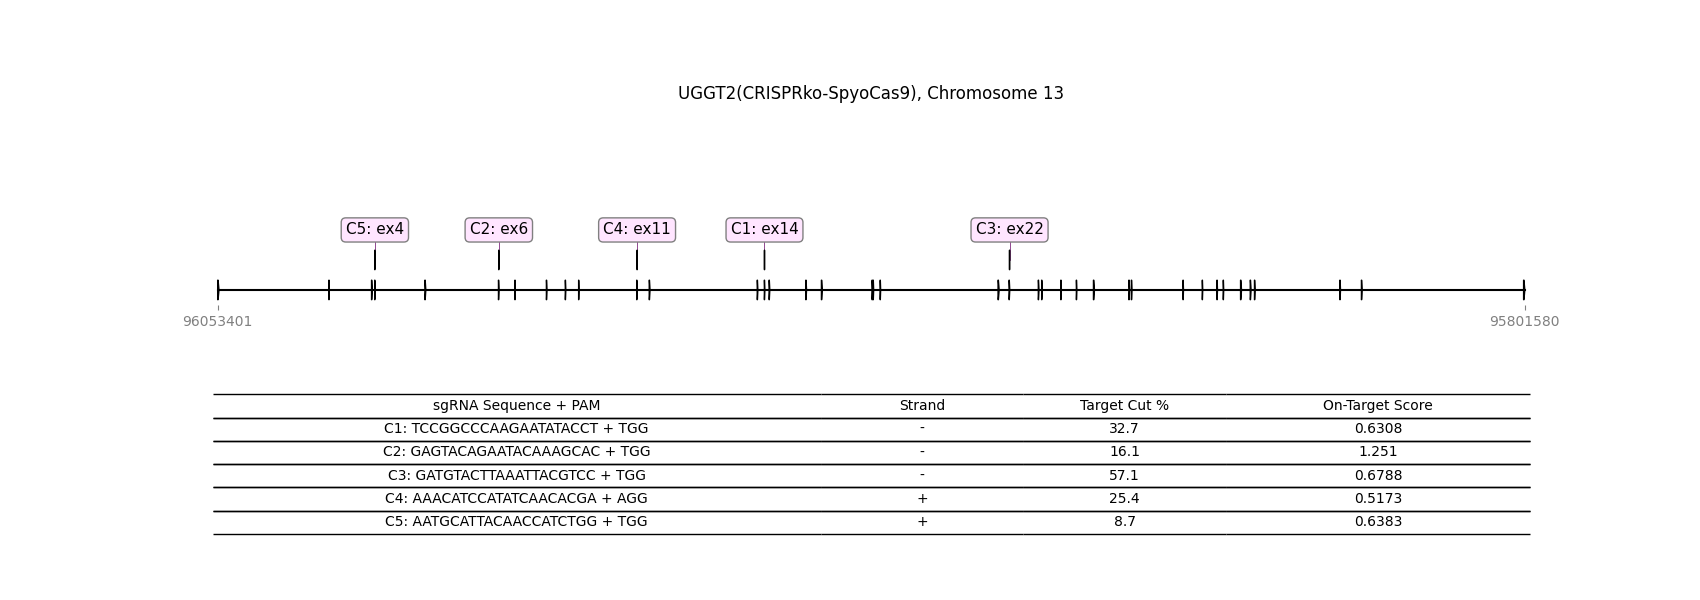 UGGT2(CRISPRko-SpyoCas9), Chromosome 13
C5: ex4 C2: ex6 C4: ex11 C1: ex14 C3: ex22
96053401 95801580
sgRNA Sequence + PAM Strand Target Cut % On-Target Score
C1: TCCGGCCCAAGAATATACCT + TGG - 32.7 0.6308
C2: GAGTACAGAATACAAAGCAC + TGG - 16.1 1.251
C3: GATGTACTTAAATTACGTCC + TGG - 57.1 0.6788
C4: AAACATCCATATCAACACGA + AGG + 25.4 0.5173
C5: AATGCATTACAACCATCTGG + TGG + 8.7 0.6383